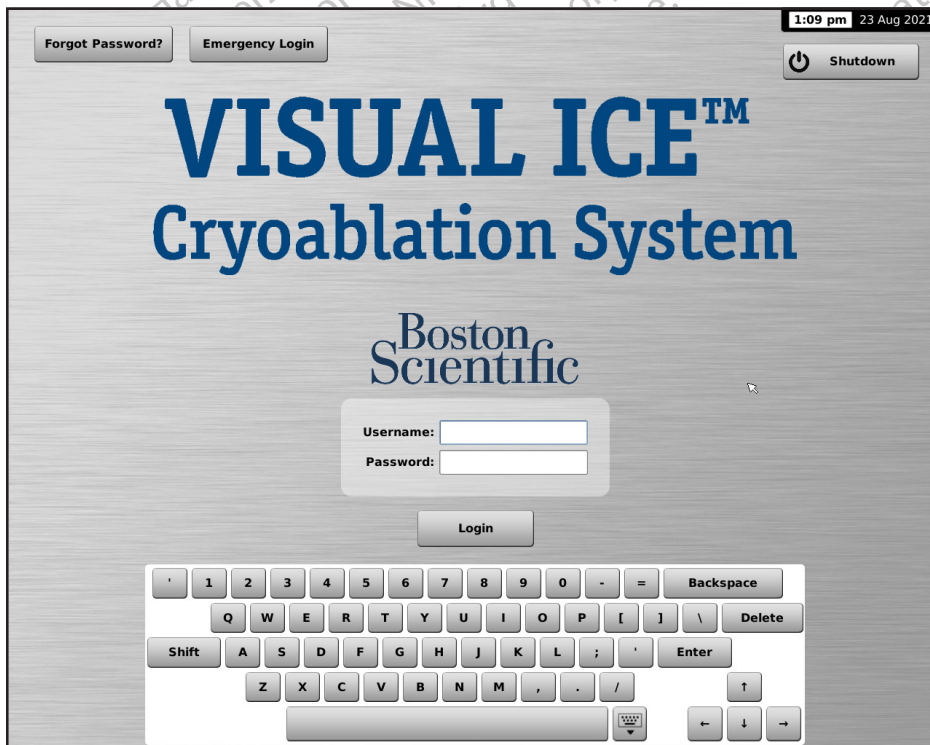 1:09 pm 23 Aug 2021
Forgot Password? Emergency Login
Shutdown
VISUAL ICE™
Cryoablation System
Boston
Scientific
Username:
Password:
Login
' 1 2 3 4 5 6 7 8 9 0 - = Backspace
Q W E R T Y U I O P [ ] \ Delete
Shift A S D F G H J K L ; ' Enter
Z X C V B N M , . / ↑
← ↓ →